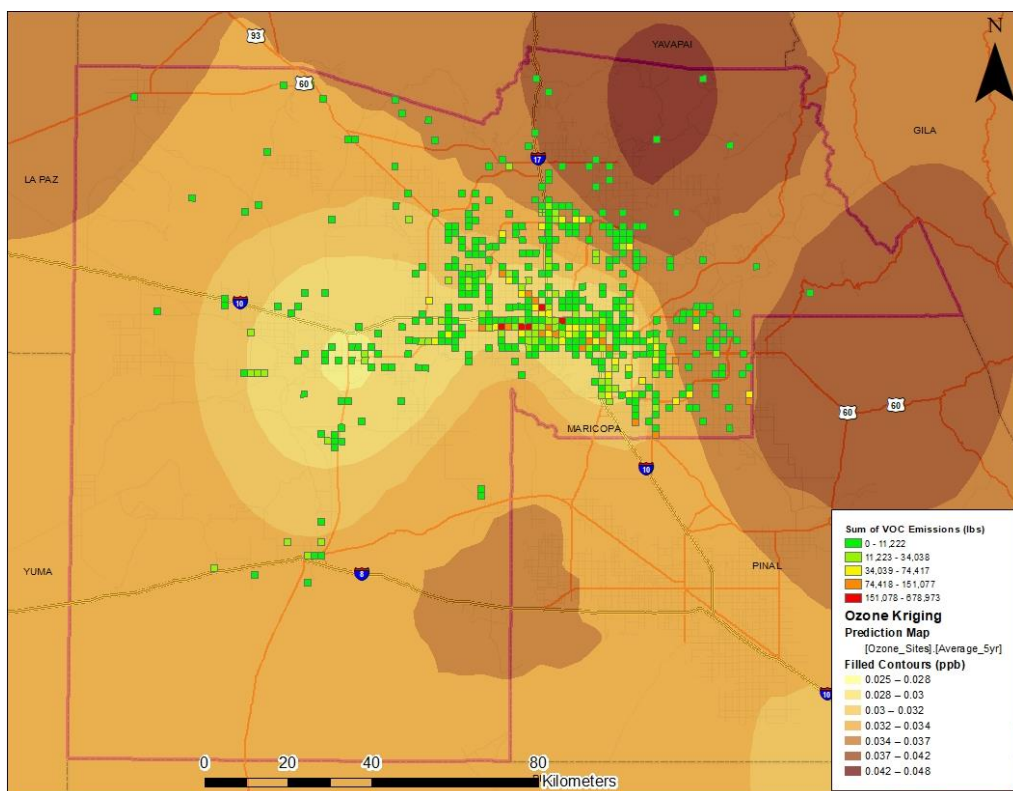 N
93
YAVAPAI
60
GILA
17
LA PAZ
10
60
60
MARICOPA
10
PINAL
YUMA
8
10
Sum of VOC Emissions (lbs)
0 - 11,222
11,223 - 34,038
34,039 - 74,417
74,418 - 151,077
151,078 - 678,973
Ozone Kriging
Prediction Map
[Ozone_Sites].[Average_5yr]
Filled Contours (ppb)
0.025 – 0.028
0.028 – 0.03
0.03 – 0.032
0.032 – 0.034
0.034 – 0.037
0.037 – 0.042
0.042 – 0.048
0 20 40 80
Kilometers